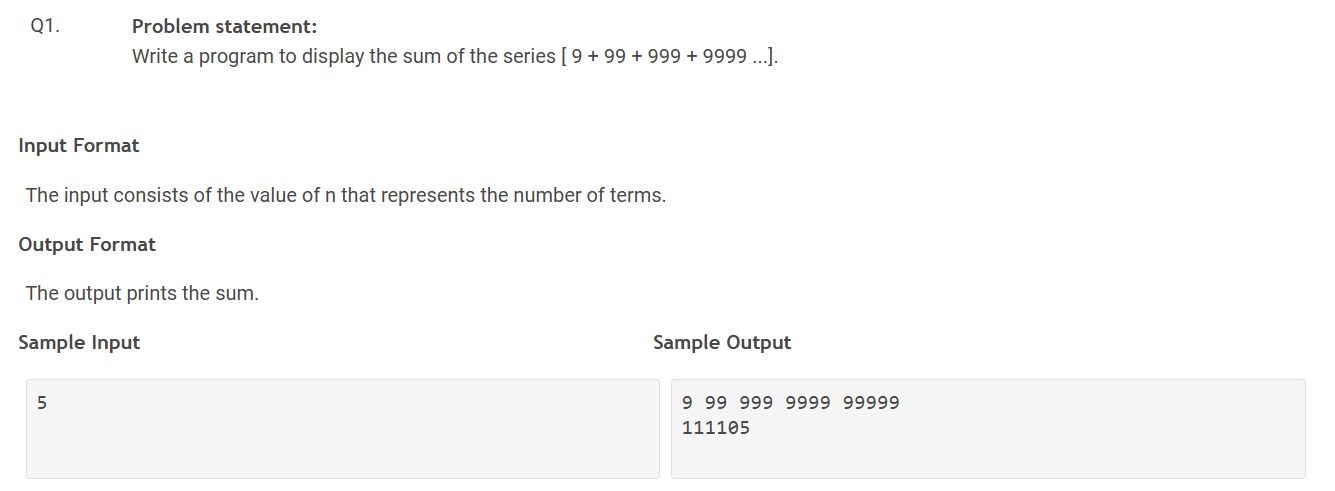 Q1. Problem statement:
Write a program to display the sum of the series [ 9 + 99 + 999 + 9999 ...].
Input Format
The input consists of the value of n that represents the number of terms.
Output Format
The output prints the sum.
Sample Input Sample Output
5
9 99 999 9999 99999
111105